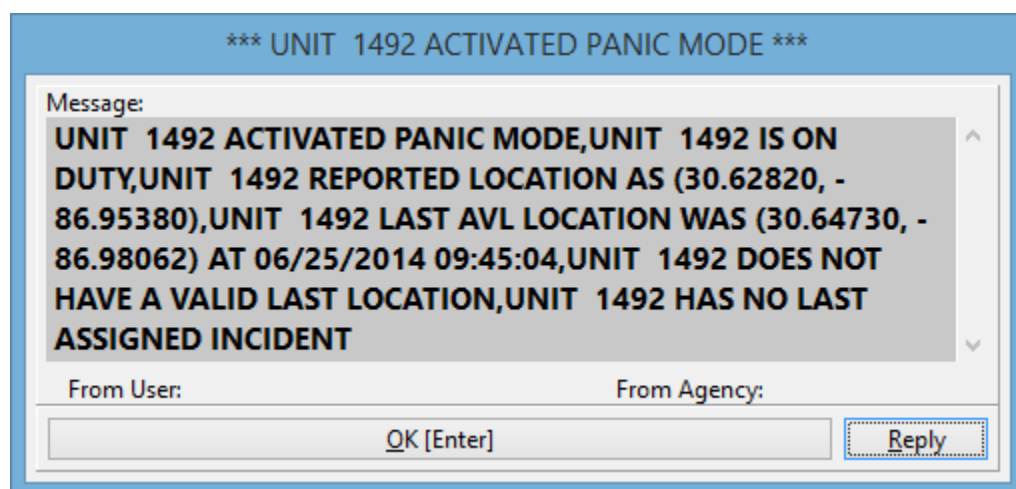 *** UNIT  1492 ACTIVATED PANIC MODE ***
Message:
UNIT  1492 ACTIVATED PANIC MODE,UNIT  1492 IS ON
DUTY,UNIT  1492 REPORTED LOCATION AS (30.62820, -
86.95380),UNIT  1492 LAST AVL LOCATION WAS (30.64730, -
86.98062) AT 06/25/2014 09:45:04,UNIT  1492 DOES NOT
HAVE A VALID LAST LOCATION,UNIT  1492 HAS NO LAST
ASSIGNED INCIDENT
From User: From Agency:
OK [Enter] Reply